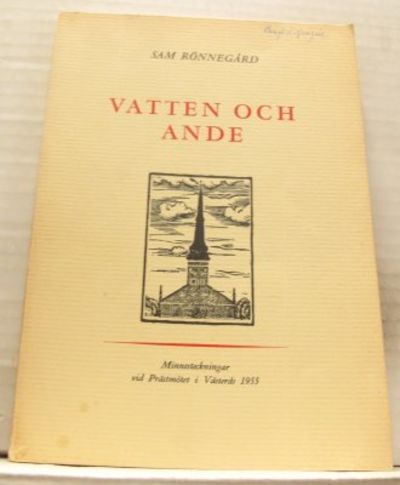 SAM RÖNNEGÅRD
VATTEN OCH
ANDE
Minnesteckningar
vid Prästmötet i Västerås 1955